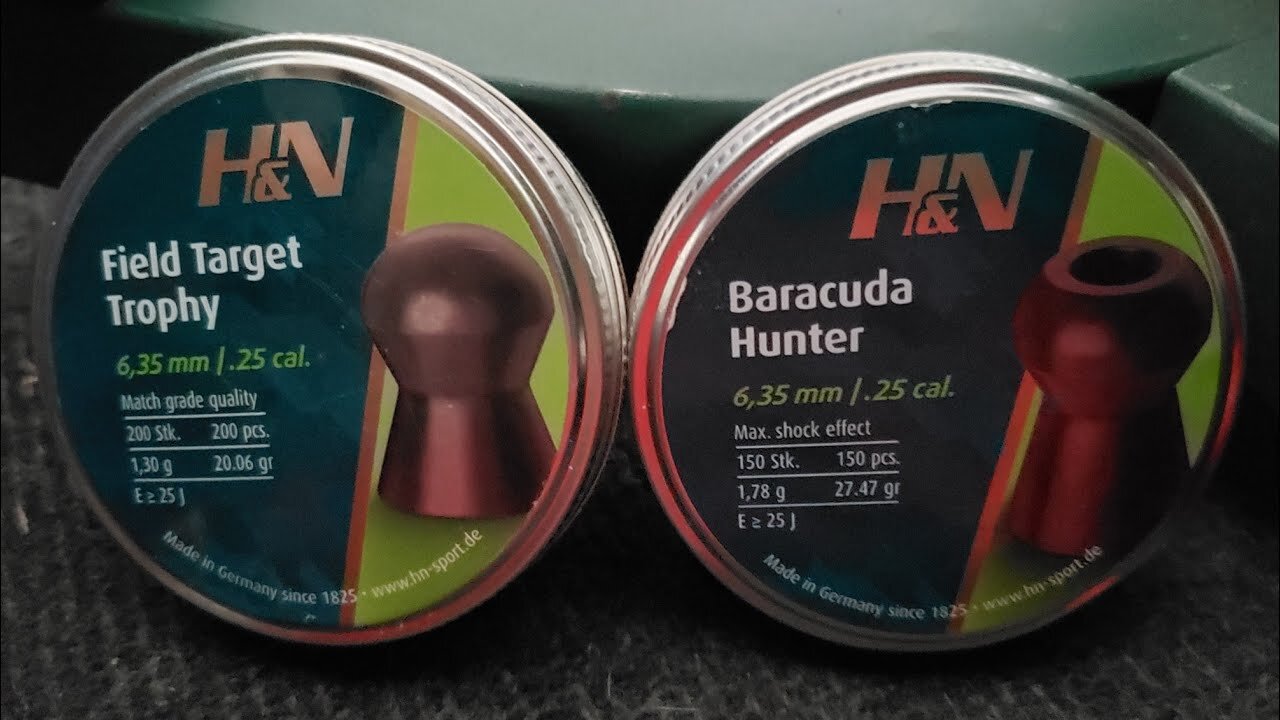 H&N
Field Target
Trophy
6,35 mm / .25 cal.
Match grade quality
200 Stk. 200 pcs.
1,30 g 20.06 gr
E ≥ 25 J
Made in Germany since 1825 • www.hn-sport.de
H&N
Baracuda
Hunter
6,35 mm / .25 cal.
Max. shock effect
150 Stk. 150 pcs.
1,78 g 27.47 gr
E ≥ 25 J
Made in Germany since 1825 • www.hn-sport.de